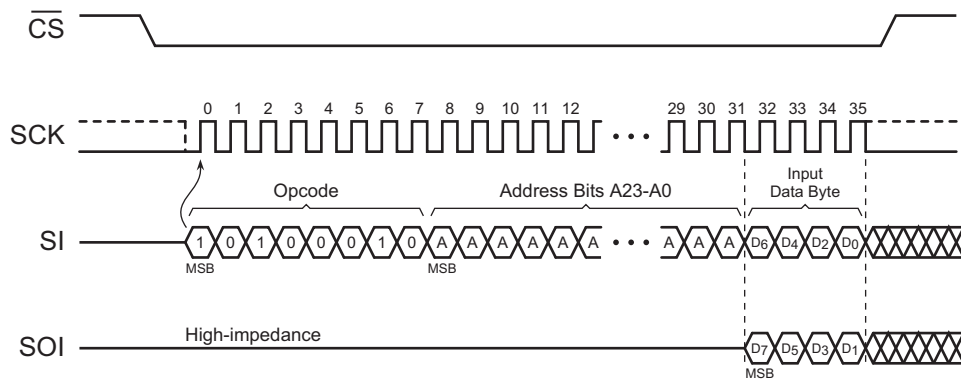 CS
0 1 2 3 4 5 6 7 8 9 10 11 12 29 30 31 32 33 34 35
SCK
Opcode
Address Bits A23-A0
Input
Data Byte
SI
1 0 1 0 0 0 1 0 A A A A A A A A A D6 D4 D2 D0
MSB MSB
High-impedance
SOI
D7 D5 D3 D1
MSB